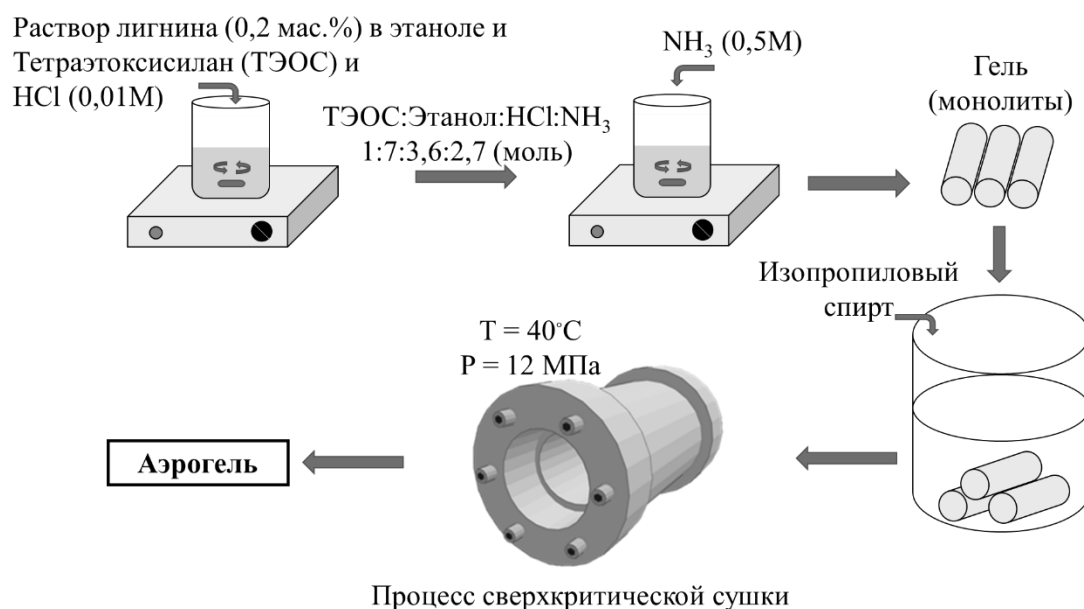 Раствор лигнина (0,2 мас.%) в этаноле и
Тетраэтоксисилан (ТЭОС) и
HCl (0,01М)
ТЭОС:Этанол:HCl:NH₃
1:7:3,6:2,7 (моль)
NH₃ (0,5М)
Гель
(монолиты)
Изопропиловый
спирт
T = 40°C
P = 12 МПа
Аэрогель
Процесс сверхкритической сушки